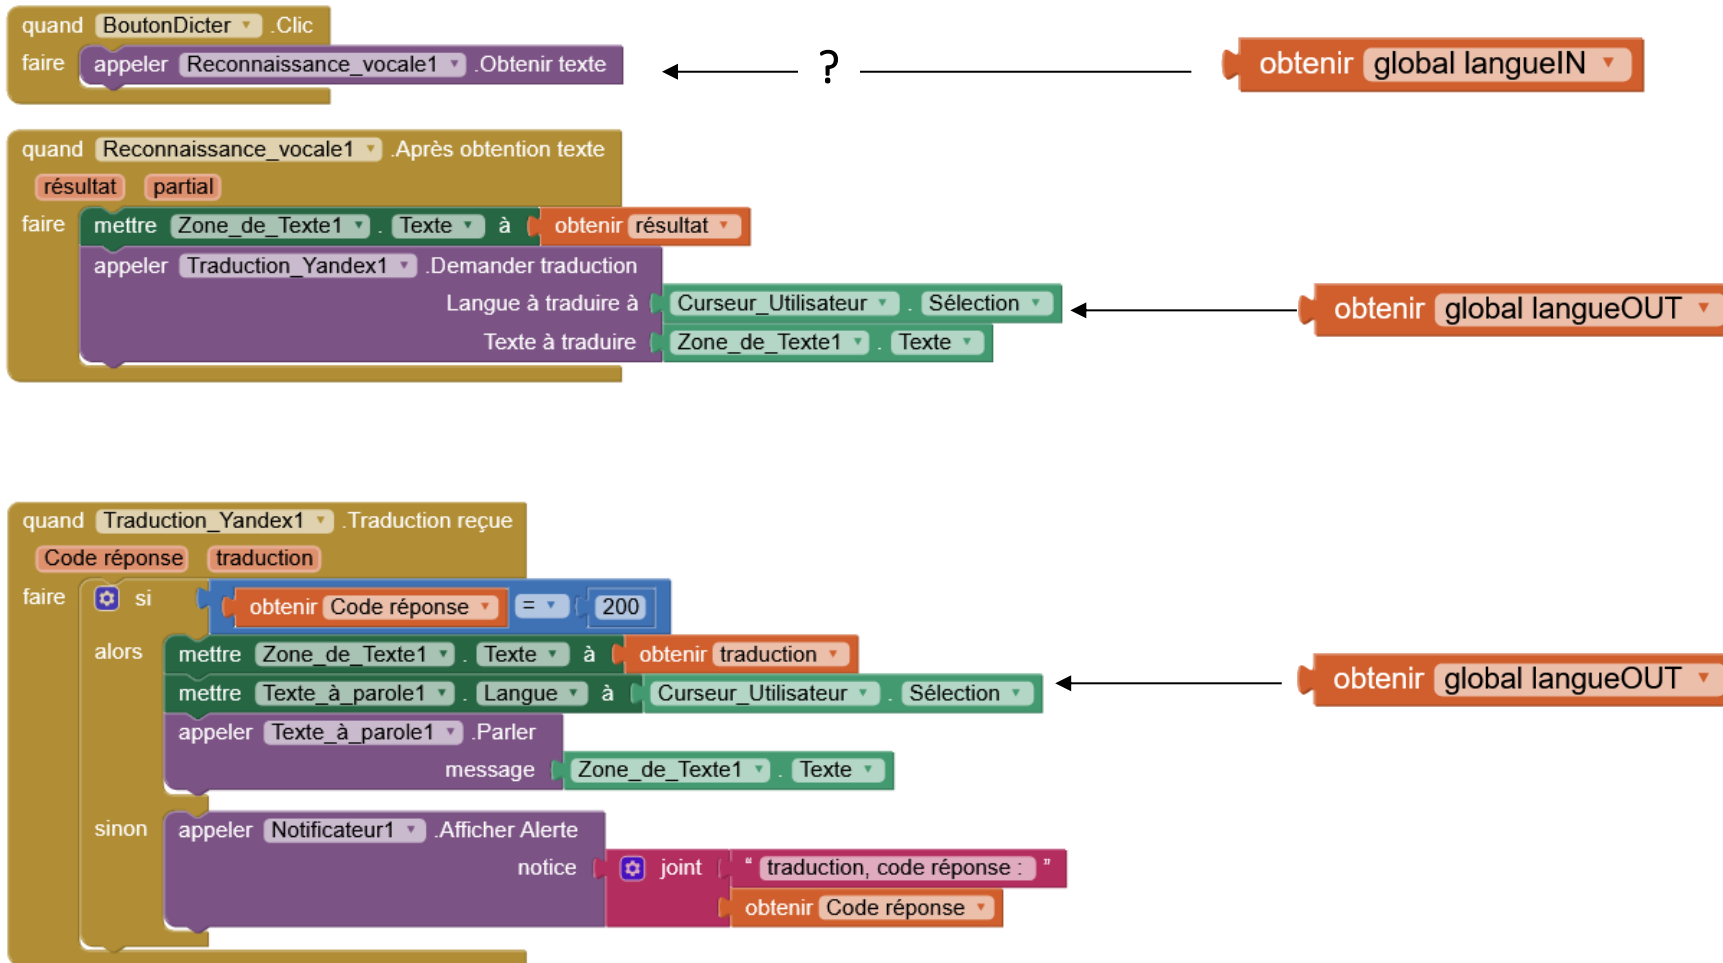 quand BoutonDicter .Clic
faire appeler Reconnaissance_vocale1 .Obtenir texte
? obtenir global langueIN
quand Reconnaissance_vocale1 .Après obtention texte
résultat partial
faire mettre Zone_de_Texte1 . Texte à obtenir résultat
appeler Traduction_Yandex1 .Demander traduction
Langue à traduire à Curseur_Utilisateur . Sélection
obtenir global langueOUT
Texte à traduire Zone_de_Texte1 . Texte
quand Traduction_Yandex1 .Traduction reçue
Code réponse traduction
faire si obtenir Code réponse = 200
alors mettre Zone_de_Texte1 . Texte à obtenir traduction
mettre Texte_à_parole1 . Langue à Curseur_Utilisateur . Sélection
obtenir global langueOUT
appeler Texte_à_parole1 .Parler
message Zone_de_Texte1 . Texte
sinon appeler Notificateur1 .Afficher Alerte
notice joint “ traduction, code réponse : ”
obtenir Code réponse